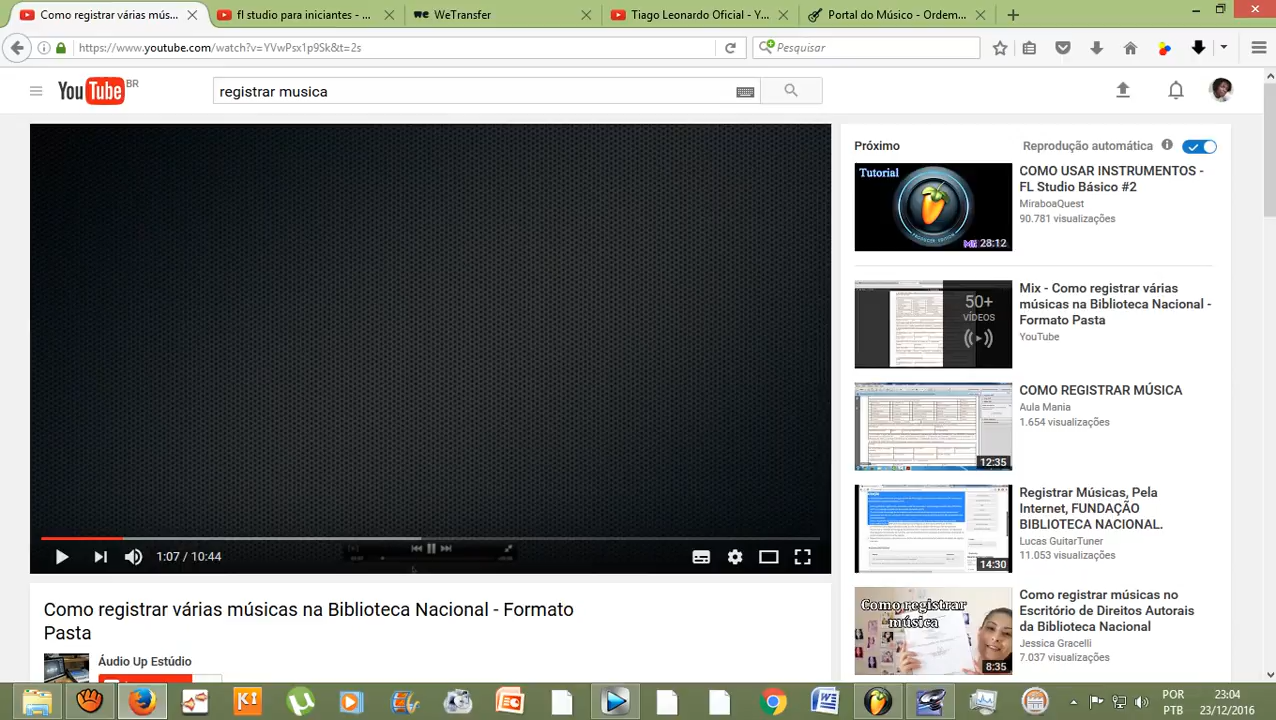 Como registrar várias mús...
fl studio para iniciantes - ...
WeTransfer
Tiago Leonardo Oficial - Y...
Portal do Músico - Ordem...
https://www.youtube.com/watch?v=YVwPsx1p9Sk&t=2s
Pesquisar
YouTube BR
registrar musica
Próximo
Reprodução automática
Tutorial
28:12
COMO USAR INSTRUMENTOS -
FL Studio Básico #2
MiraboaQuest
90.781 visualizações
50+
VÍDEOS
Mix - Como registrar várias
músicas na Biblioteca Nacional -
Formato Pasta
YouTube
12:35
COMO REGISTRAR MÚSICA
Aula Mania
1.654 visualizações
14:30
Registrar Músicas, Pela
Internet, FUNDAÇÃO
BIBLIOTECA NACIONAL.
Lucas GuitarTuner
11.053 visualizações
Como registrar
música
8:35
Como registrar músicas no
Escritório de Direitos Autorais
da Biblioteca Nacional
Jessica Gracelli
7.037 visualizações
1:07 / 10:44
Como registrar várias músicas na Biblioteca Nacional - Formato
Pasta
Áudio Up Estúdio
POR
PTB
23:04
23/12/2016